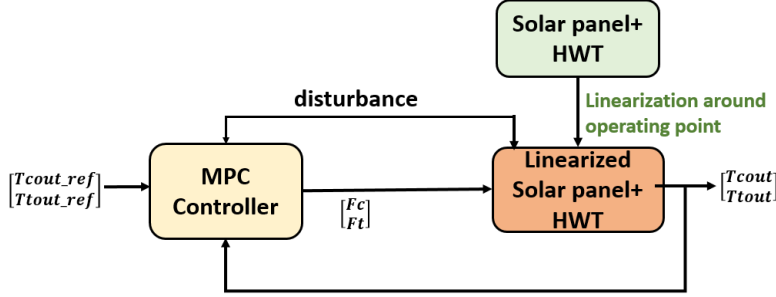 Solar panel+
HWT
disturbance
Linearization around
operating point
[Tcout_ref]
[Ttout_ref]
MPC
Controller
[Fc]
[Ft]
Linearized
Solar panel+
HWT
[Tcout]
[Ttout]